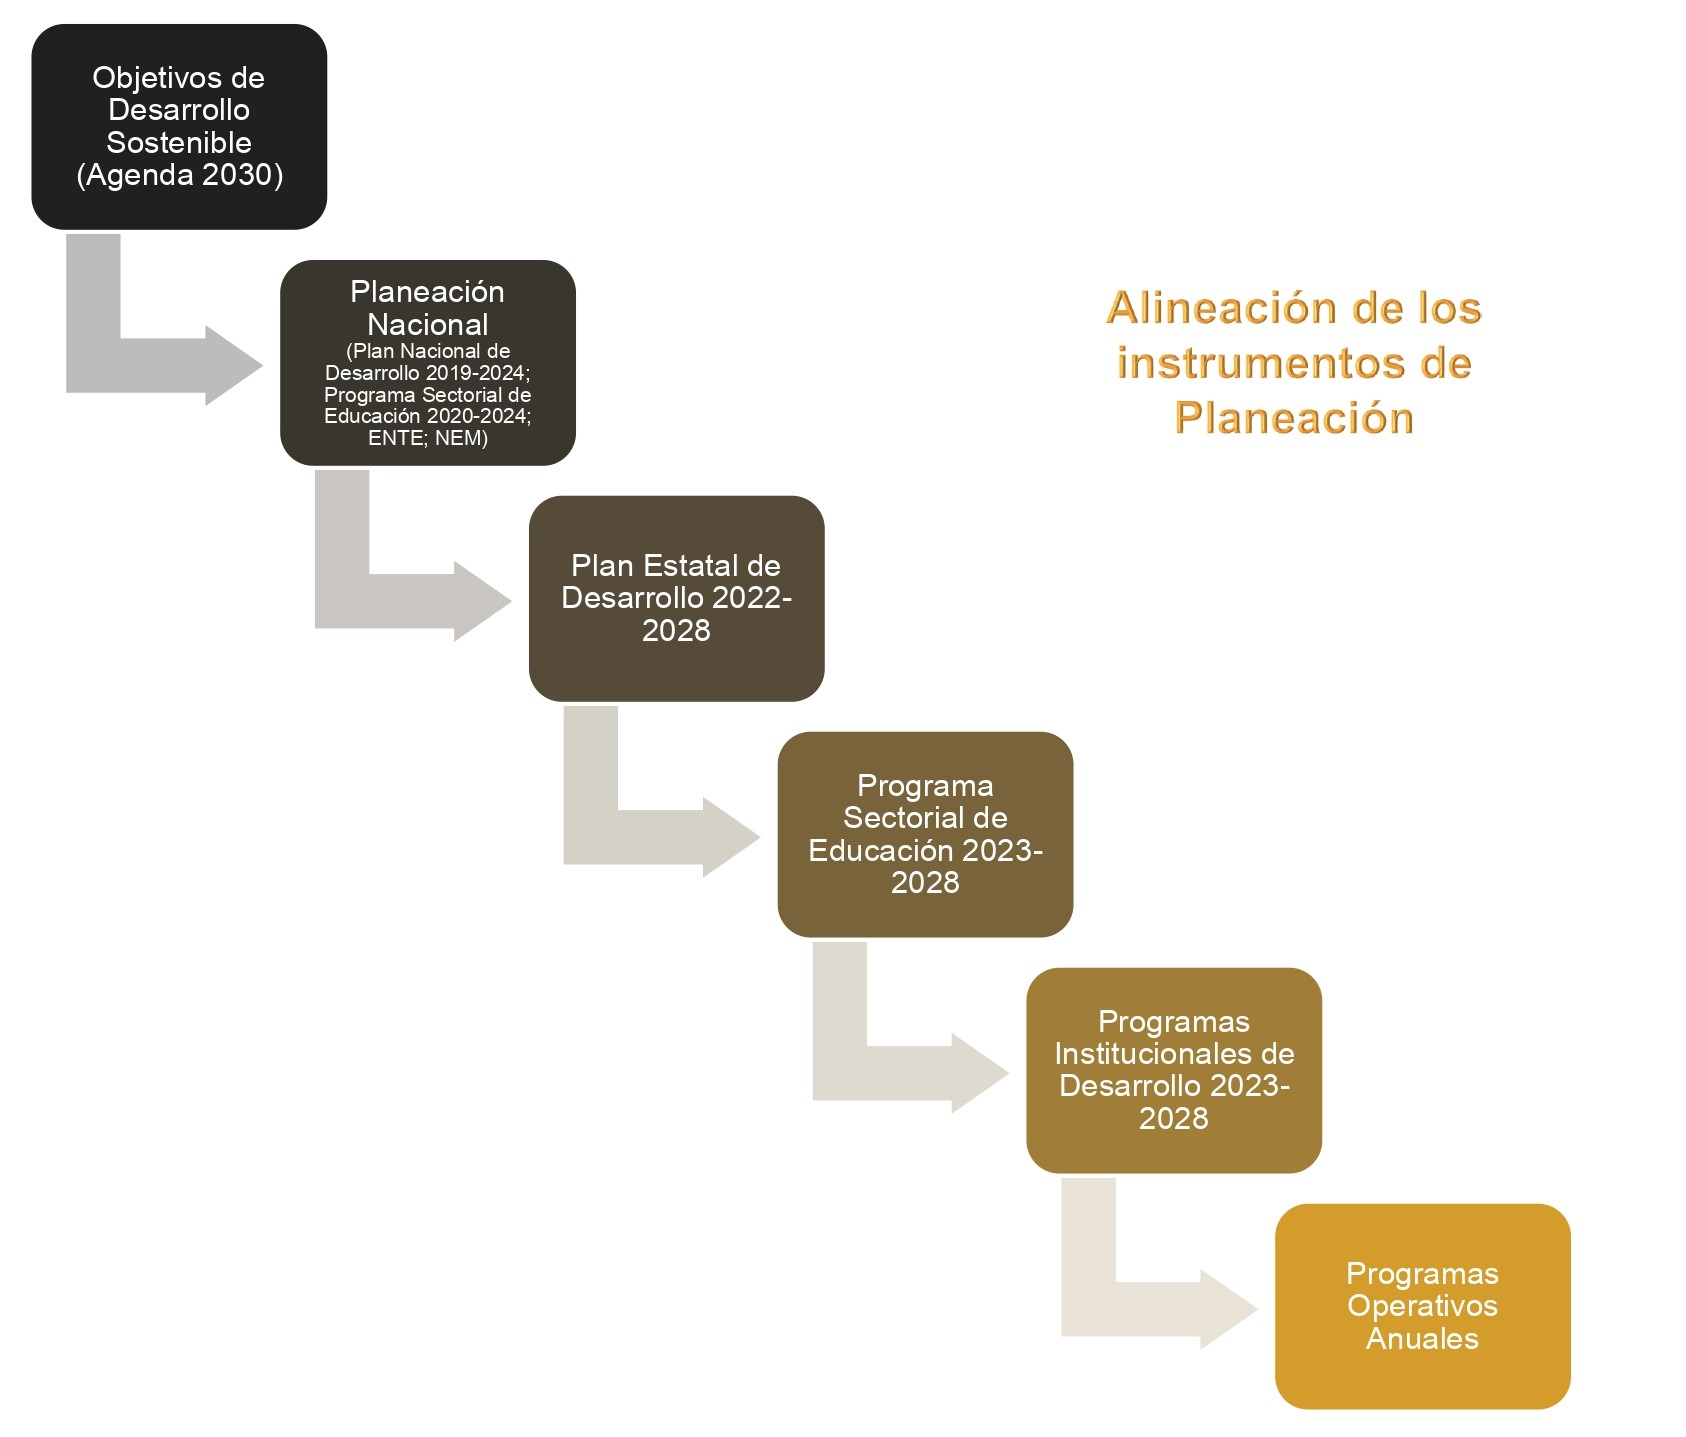 Objetivos de
Desarrollo
Sostenible
(Agenda 2030)
Planeación
Nacional
(Plan Nacional de
Desarrollo 2019-2024;
Programa Sectorial de
Educación 2020-2024;
ENTE; NEM)
Alineación de los
instrumentos de
Planeación
Plan Estatal de
Desarrollo 2022-
2028
Programa
Sectorial de
Educación 2023-
2028
Programas
Institucionales de
Desarrollo 2023-
2028
Programas
Operativos
Anuales